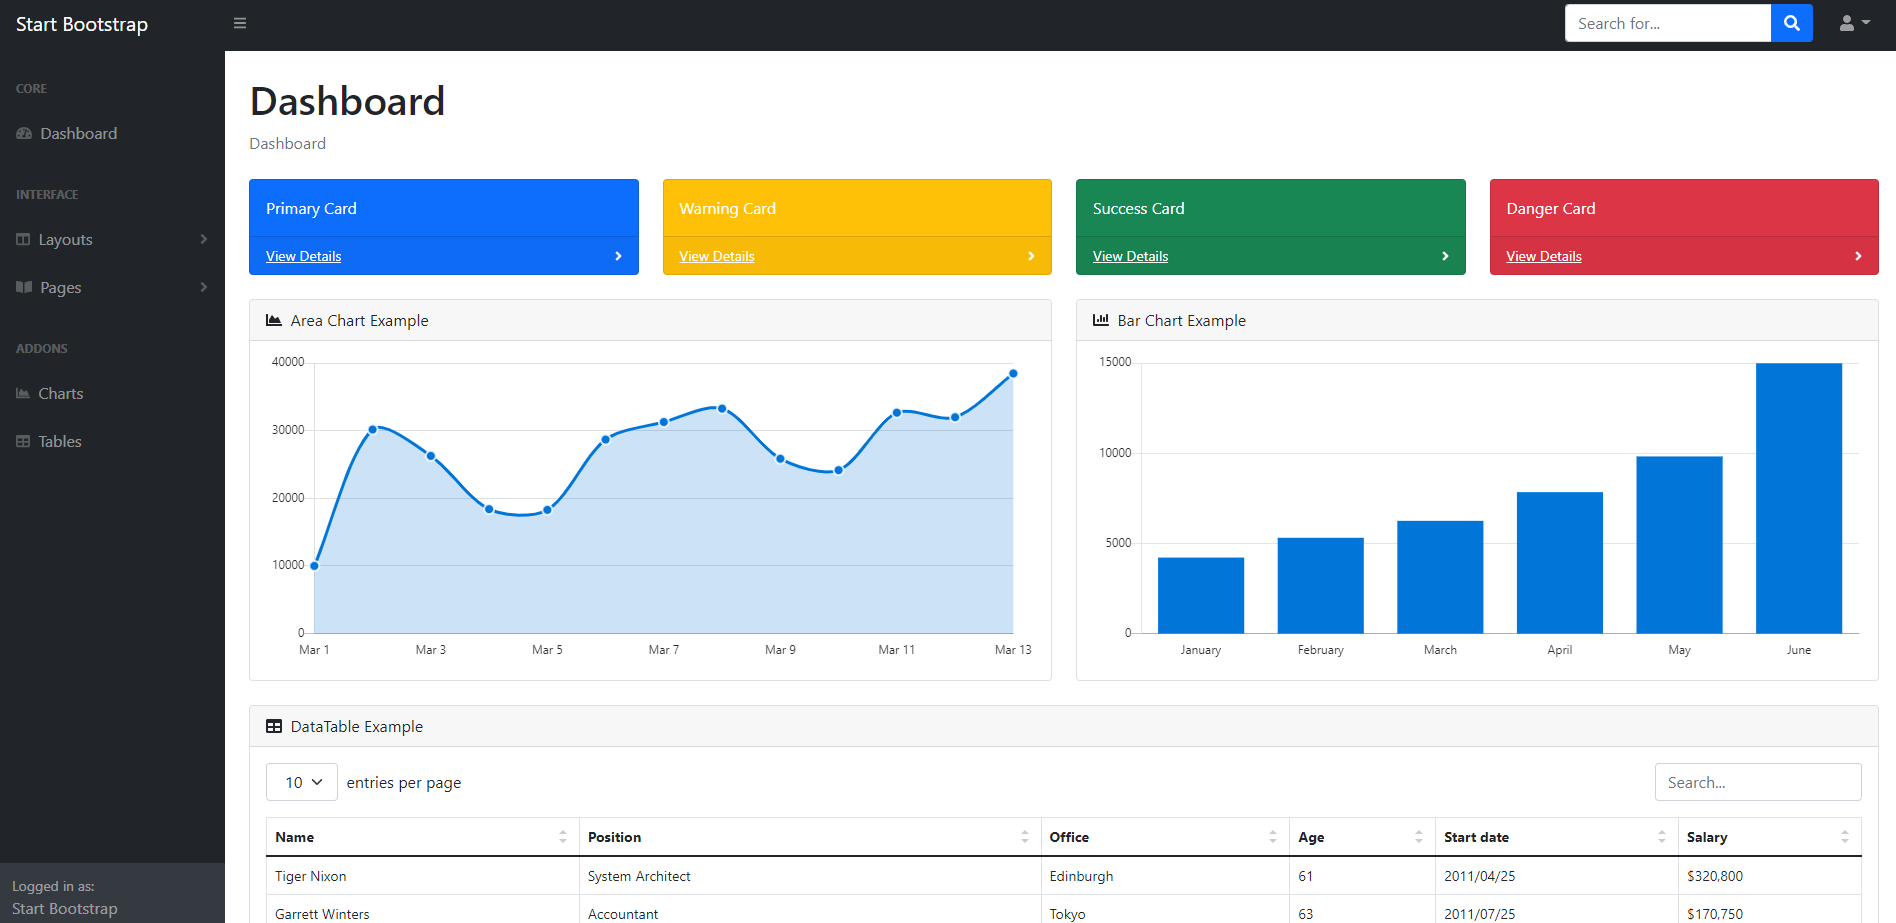 Start Bootstrap
Search for...
CORE
Dashboard
INTERFACE
Layouts
Pages
ADDONS
Charts
Tables
Logged in as:
Start Bootstrap
Dashboard
Dashboard
Primary Card
View Details
Warning Card
View Details
Success Card
View Details
Danger Card
View Details
Area Chart Example
40000
30000
20000
10000
0
Mar 1 Mar 3 Mar 5 Mar 7 Mar 9 Mar 11 Mar 13
Bar Chart Example
15000
10000
5000
0
January February March April May June
DataTable Example
10 entries per page
Search...
Name Position Office Age Start date Salary
Tiger Nixon System Architect Edinburgh 61 2011/04/25 $320,800
Garrett Winters Accountant Tokyo 63 2011/07/25 $170,750